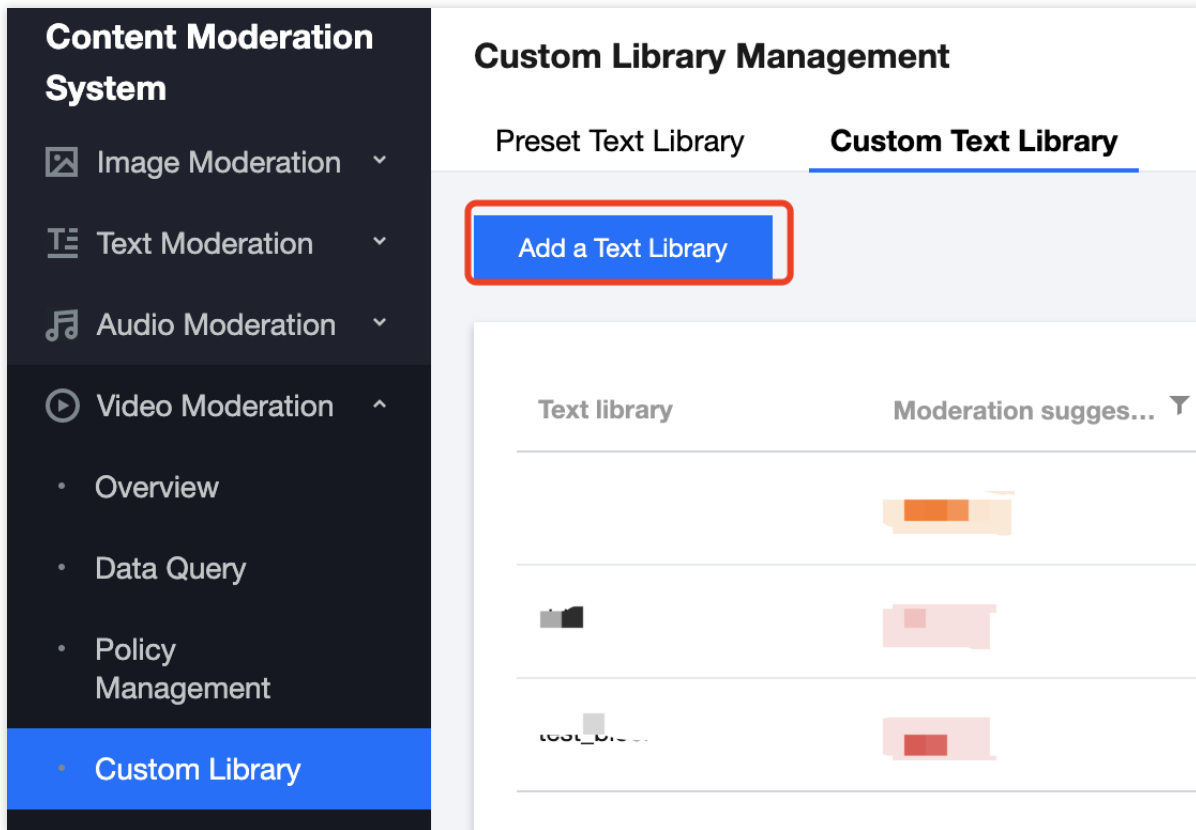 Content Moderation
System
Image Moderation
Text Moderation
Audio Moderation
Video Moderation
Overview
Data Query
Policy
Management
Custom Library
Custom Library Management
Preset Text Library
Custom Text Library
Add a Text Library
Text library
Moderation sugges...